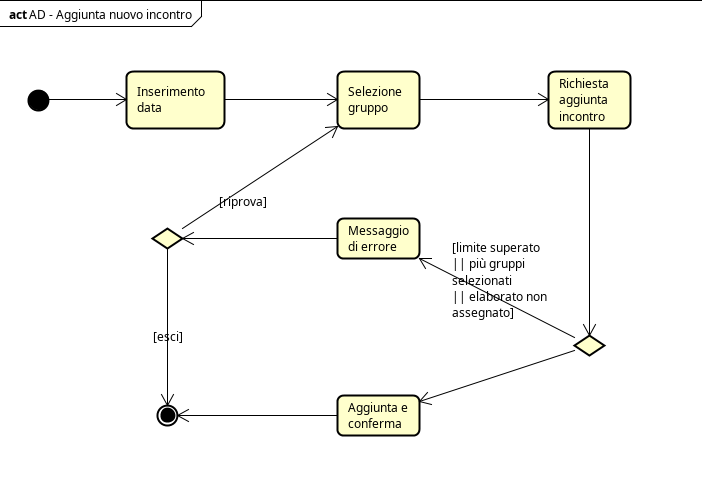 act AD - Aggiunta nuovo incontro
Inserimento
data
Selezione
gruppo
Richiesta
aggiunta
incontro
[riprova]
Messaggio
di errore
[limite superato
|| più gruppi
selezionati
|| elaborato non
assegnato]
[esci]
Aggiunta e
conferma